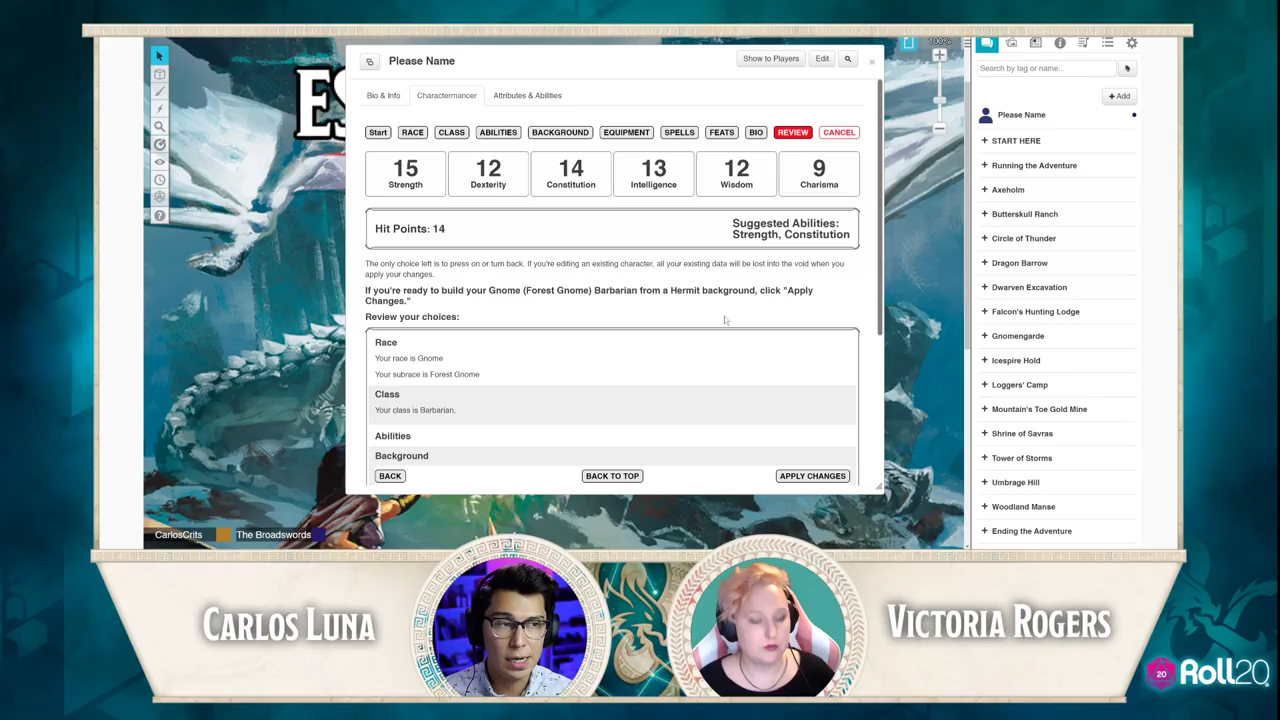 ES
Please Name
Show to Players
Edit
Bio & Info
Charactermancer
Attributes & Abilities
Start
RACE
CLASS
ABILITIES
BACKGROUND
EQUIPMENT
SPELLS
FEATS
BIO
REVIEW
CANCEL
15
Strength
12
Dexterity
14
Constitution
13
Intelligence
12
Wisdom
9
Charisma
Hit Points: 14
Suggested Abilities:
Strength, Constitution
The only choice left is to press on or turn back. If you're editing an existing character, all your existing data will be lost into the void when you
apply your changes.
If you're ready to build your Gnome (Forest Gnome) Barbarian from a Hermit background, click "Apply
Changes."
Review your choices:
Race
Your race is Gnome
Your subrace is Forest Gnome
Class
Your class is Barbarian.
Abilities
Background
BACK
BACK TO TOP
APPLY CHANGES
100%
Search by tag or name...
+ Add
Please Name
+ START HERE
+ Running the Adventure
+ Axeholm
+ Butterskull Ranch
+ Circle of Thunder
+ Dragon Barrow
+ Dwarven Excavation
+ Falcon's Hunting Lodge
+ Gnomengarde
+ Icespire Hold
+ Loggers' Camp
+ Mountain's Toe Gold Mine
+ Shrine of Savras
+ Tower of Storms
+ Umbrage Hill
+ Woodland Manse
+ Ending the Adventure
CarlosCrits
The Broadswords
CARLOS LUNA
VICTORIA ROGERS
20
Roll20